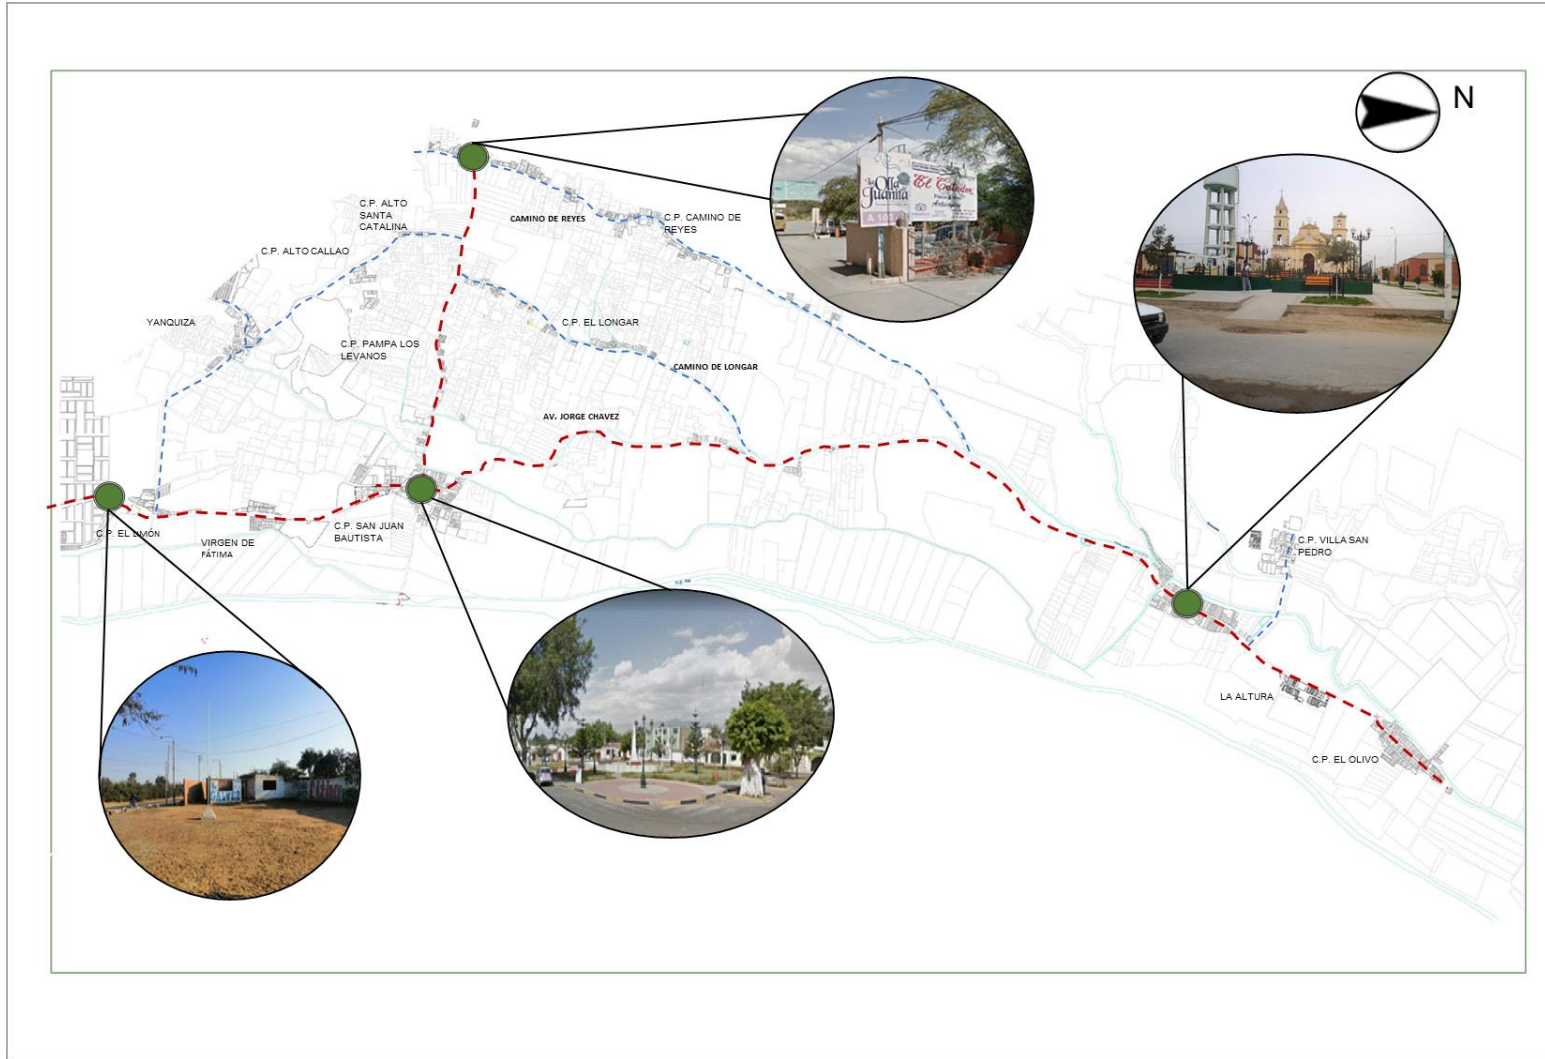 N
La
Olla
Juanita
A 100
El Catador
C.P. ALTO
SANTA
CATALINA
CAMINO DE REYES
C.P. CAMINO DE
REYES
C.P. ALTO CALLAO
YANQUIZA
C.P. PAMPA LOS
LEVANOS
C.P. EL LONGAR
CAMINO DE LONGAR
AV. JORGE CHAVEZ
C.P. EL LIMÓN
VIRGEN DE
FÁTIMA
C.P. SAN JUAN
BAUTISTA
C.P. VILLA SAN
PEDRO
LA ALTURA
C.P. EL OLIVO